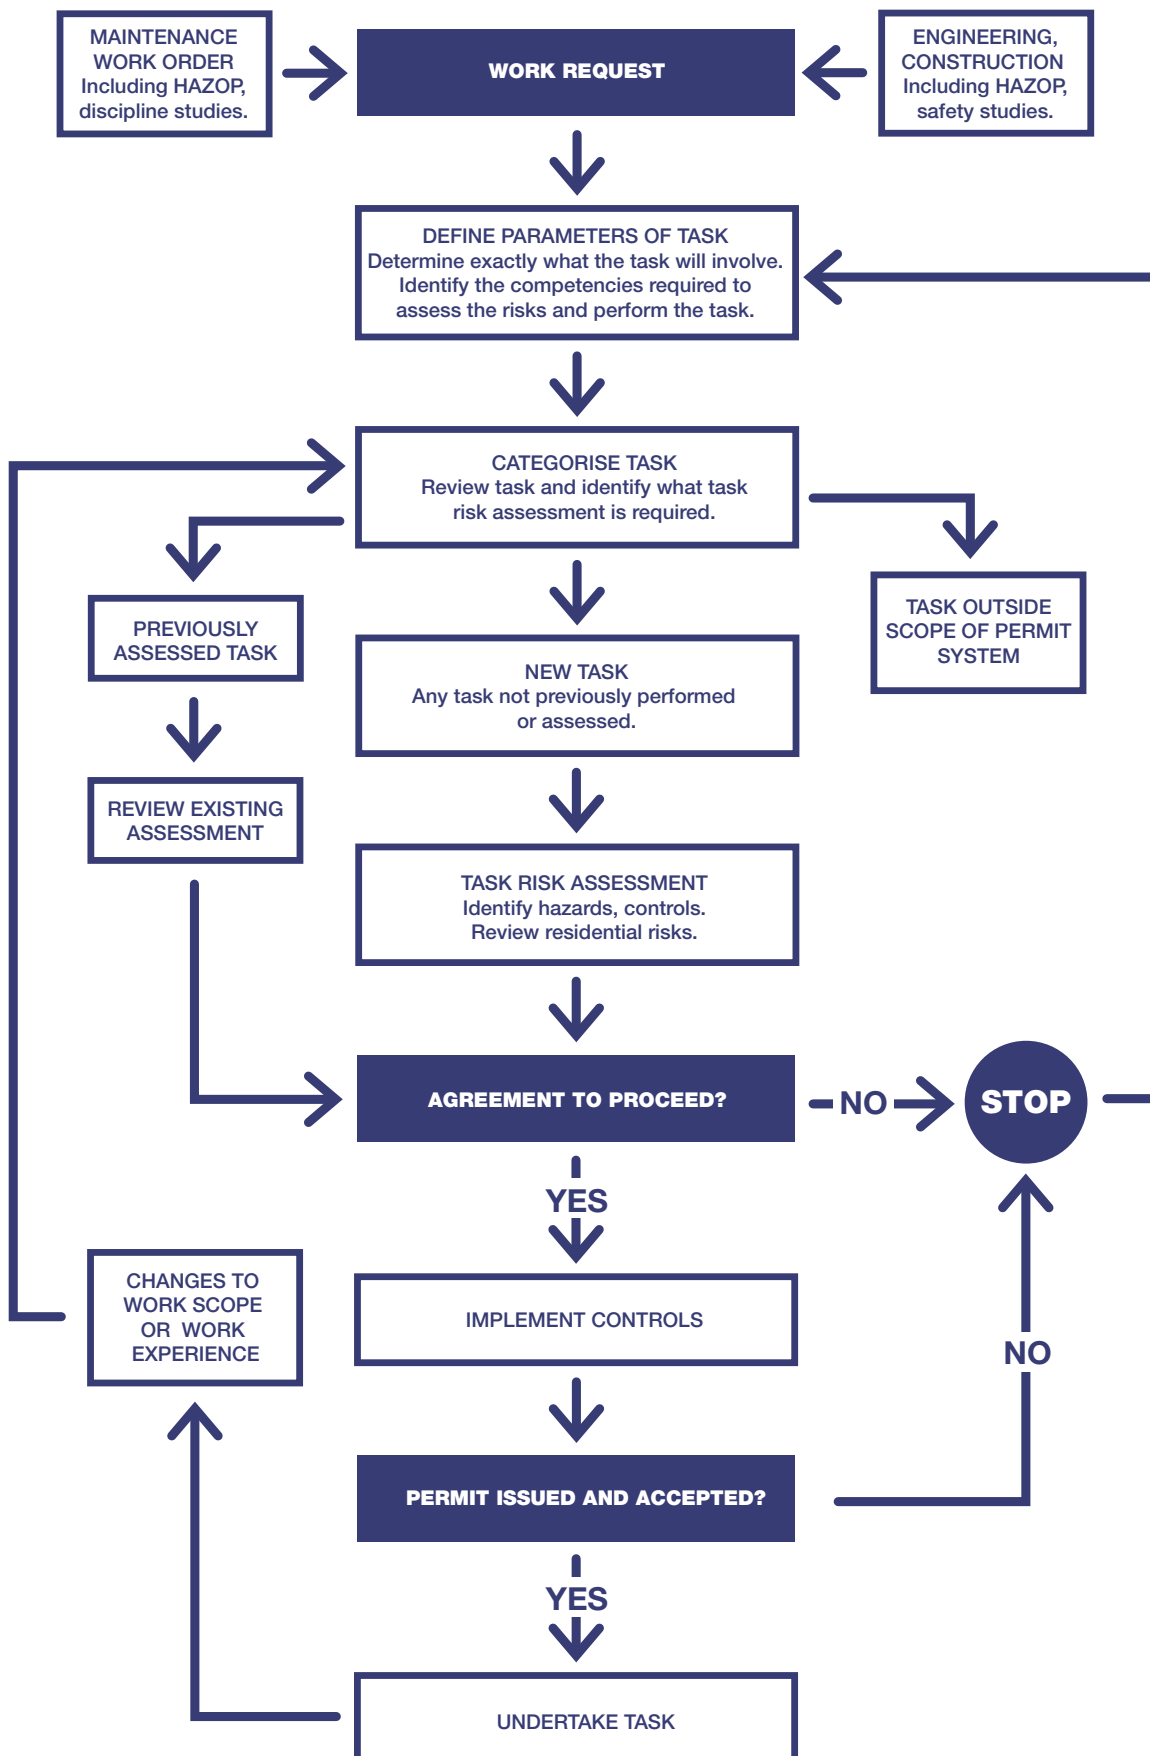 MAINTENANCE
WORK ORDER
Including HAZOP,
discipline studies.
WORK REQUEST
ENGINEERING,
CONSTRUCTION
Including HAZOP,
safety studies.
DEFINE PARAMETERS OF TASK
Determine exactly what the task will involve.
Identify the competencies required to
assess the risks and perform the task.
CATEGORISE TASK
Review task and identify what task
risk assessment is required.
PREVIOUSLY
ASSESSED TASK
NEW TASK
Any task not previously performed
or assessed.
TASK OUTSIDE
SCOPE OF PERMIT
SYSTEM
REVIEW EXISTING
ASSESSMENT
TASK RISK ASSESSMENT
Identify hazards, controls.
Review residential risks.
AGREEMENT TO PROCEED?
NO
STOP
YES
CHANGES TO
WORK SCOPE
OR WORK
EXPERIENCE
IMPLEMENT CONTROLS
NO
PERMIT ISSUED AND ACCEPTED?
YES
UNDERTAKE TASK